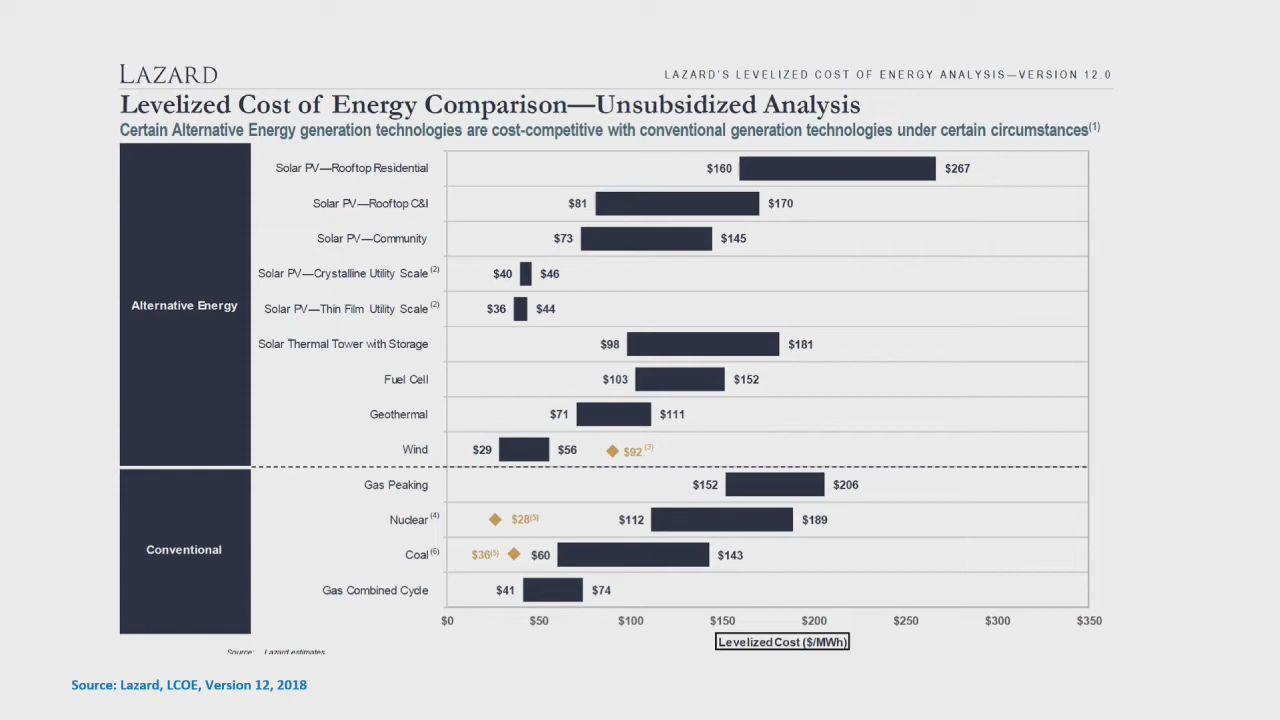 LAZARD
LAZARD'S LEVELIZED COST OF ENERGY ANALYSIS—VERSION 12.0
Levelized Cost of Energy Comparison—Unsubsidized Analysis
Certain Alternative Energy generation technologies are cost-competitive with conventional generation technologies under certain circumstances(1)
Alternative Energy
Solar PV—Rooftop Residential $160 $267
Solar PV—Rooftop C&I $81 $170
Solar PV—Community $73 $145
Solar PV—Crystalline Utility Scale (2) $40 $46
Solar PV—Thin Film Utility Scale (2) $36 $44
Solar Thermal Tower with Storage $98 $181
Fuel Cell $103 $152
Geothermal $71 $111
Wind $29 $56 $92 (3)
Conventional
Gas Peaking $152 $206
Nuclear (4) $28(5) $112 $189
Coal (6) $36(5) $60 $143
Gas Combined Cycle $41 $74
$0 $50 $100 $150 $200 $250 $300 $350
Levelized Cost ($/MWh)
Source: Lazard estimates
Source: Lazard, LCOE, Version 12, 2018